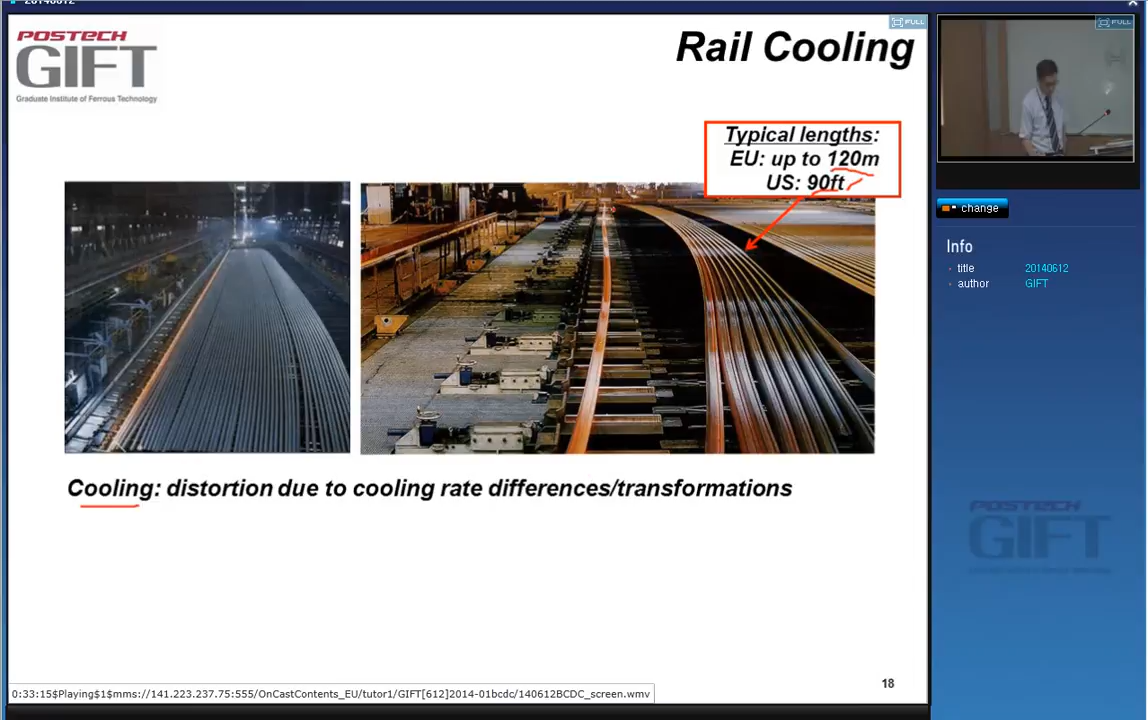 20140612
FULL
POSTECH
GIFT
Graduate Institute of Ferrous Technology
Rail Cooling
Typical lengths:
EU: up to 120m
US: 90ft
Cooling: distortion due to cooling rate differences/transformations
18
0:33:15$Playing$1$mms://141.223.237.75:555/OnCastContents_EU/tutor1/GIFT[612]2014-01bcdc/140612BCDC_screen.wmv
FULL
change
Info
title 20140612
author GIFT
POSTECH
GIFT